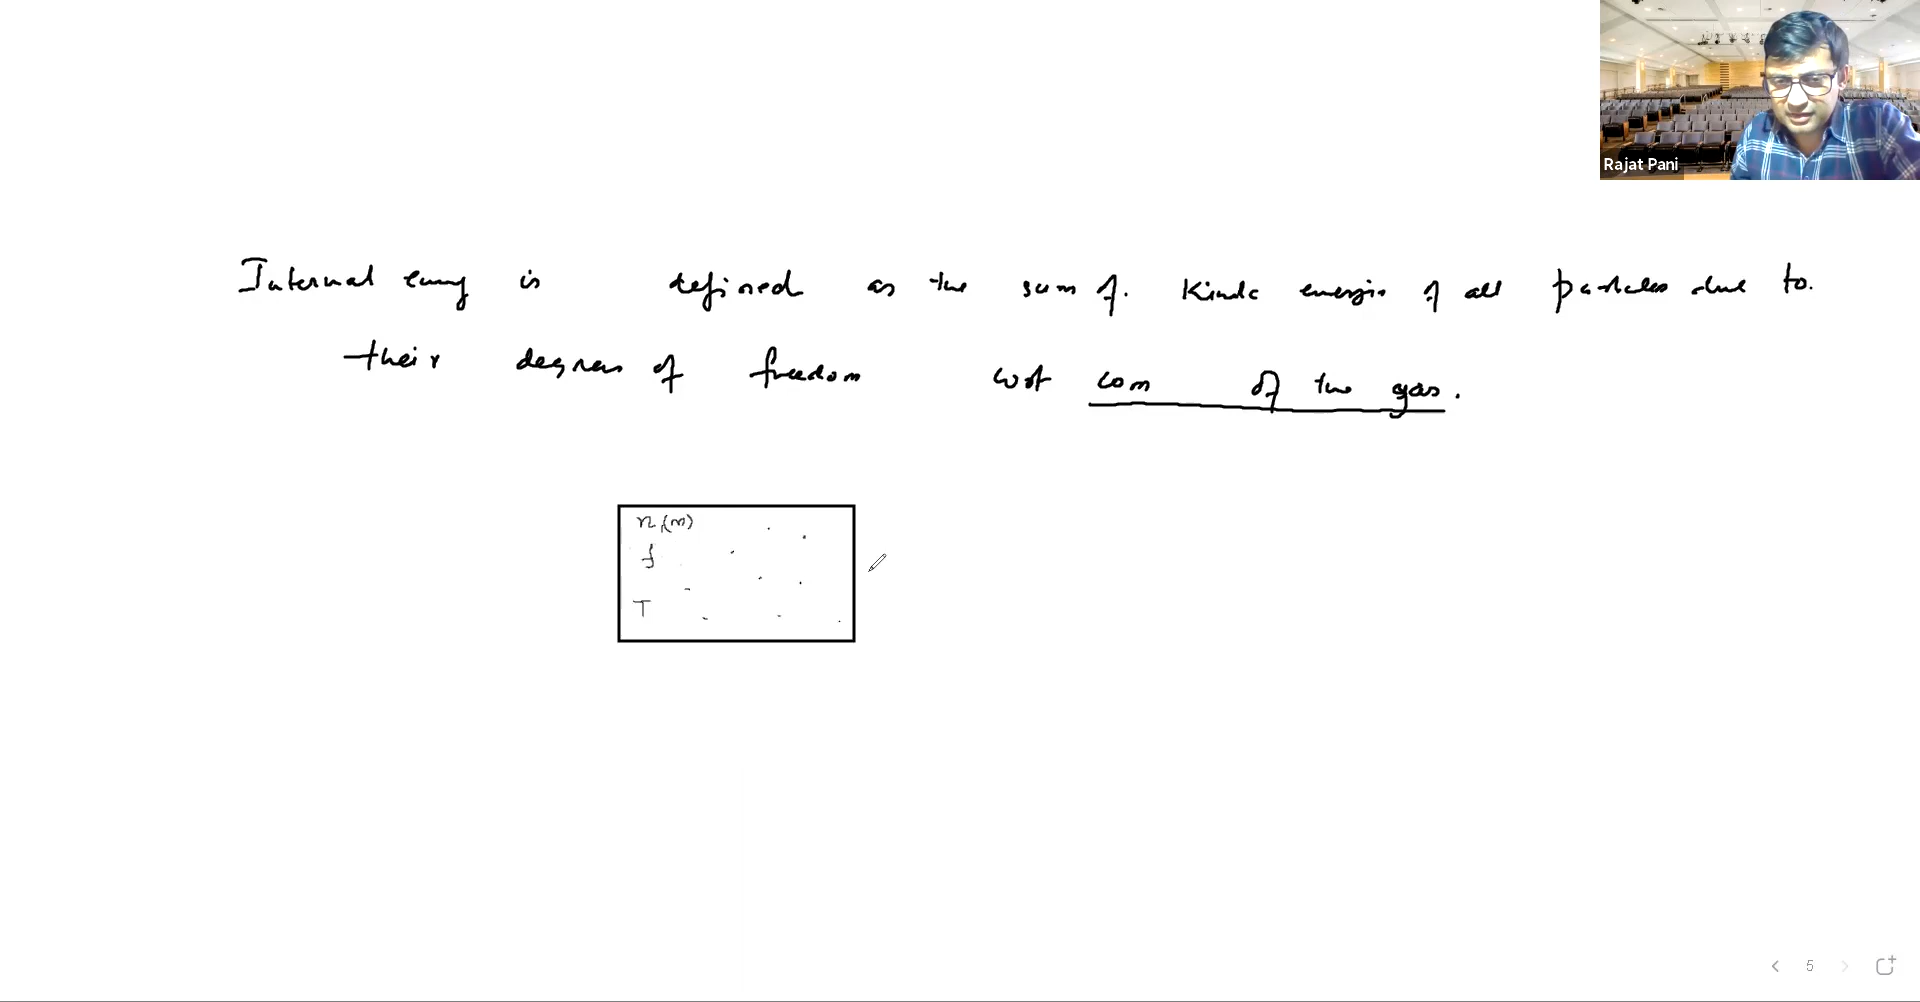 Rajat Pani
Internal energy is defined as the sum of. Kinetic energies of all particles due to.
their degrees of freedom wrt com of the gas.
n,(m)
f
T
5